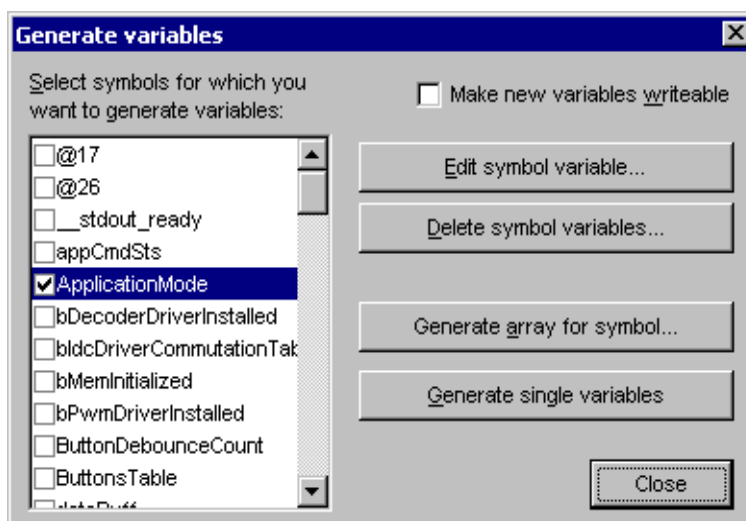 Generate variables
Select symbols for which you
want to generate variables:
Make new variables writeable
@17
@26
__stdout_ready
appCmdSts
ApplicationMode
bDecoderDriverInstalled
bldcDriverCommutationTab
bMemInitialized
bPwmDriverInstalled
ButtonDebounceCount
ButtonsTable
Edit symbol variable...
Delete symbol variables...
Generate array for symbol...
Generate single variables
Close